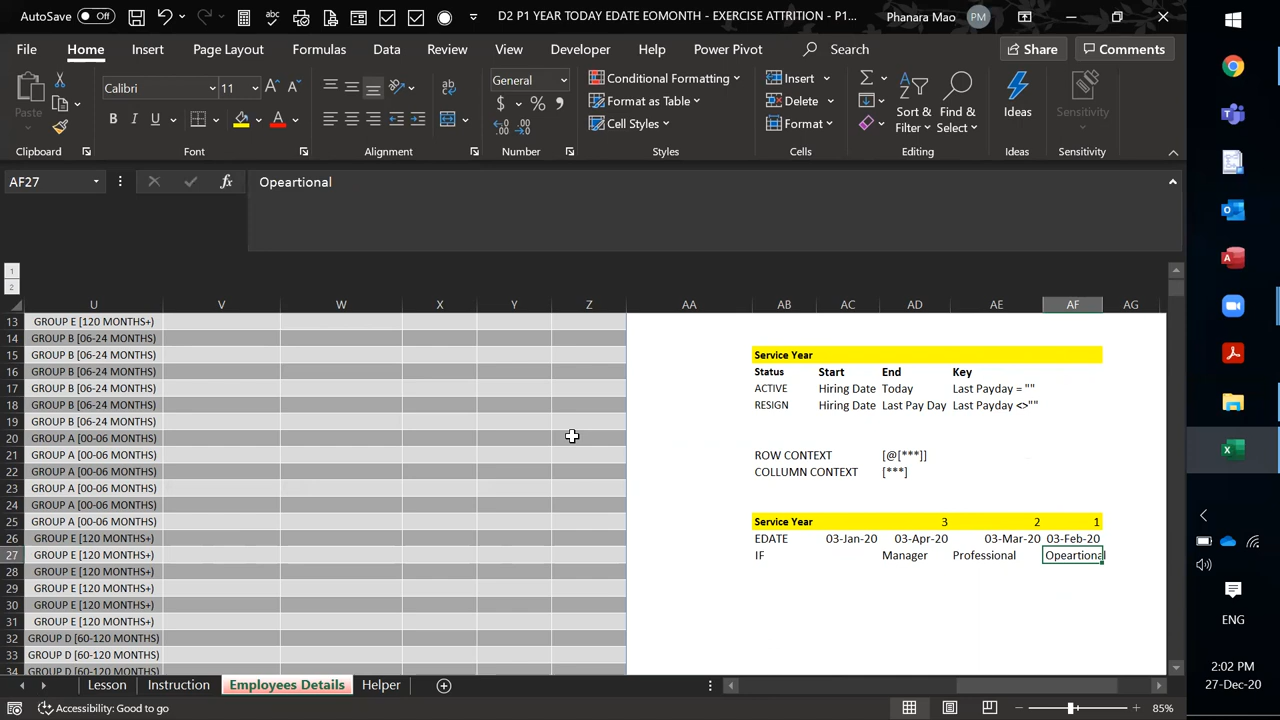 AutoSave Off D2 P1 YEAR TODAY EDATE EOMONTH - EXERCISE ATTRITION - P1... Phanara Mao PM
File Home Insert Page Layout Formulas Data Review View Developer Help Power Pivot Search Share Comments
Calibri 11 General Conditional Formatting Insert
Paste $ % Format as Table Delete Sort & Find & Ideas Sensitivity
B I U Cell Styles Format Filter Select
Clipboard Font Alignment Number Styles Cells Editing Ideas Sensitivity
AF27 fx Opeartional
1
2
U V W X Y Z AA AB AC AD AE AF AG
13 GROUP E [120 MONTHS+)
14 GROUP B [06-24 MONTHS)
15 GROUP B [06-24 MONTHS) Service Year
16 GROUP B [06-24 MONTHS) Status Start End Key
17 GROUP B [06-24 MONTHS) ACTIVE Hiring Date Today Last Payday = ""
18 GROUP B [06-24 MONTHS) RESIGN Hiring Date Last Pay Day Last Payday <>""
19 GROUP B [06-24 MONTHS)
20 GROUP A [00-06 MONTHS)
21 GROUP A [00-06 MONTHS) ROW CONTEXT [@[***]]
22 GROUP A [00-06 MONTHS) COLLUMN CONTEXT [***]
23 GROUP A [00-06 MONTHS)
24 GROUP A [00-06 MONTHS)
25 GROUP A [00-06 MONTHS) Service Year 3 2 1
26 GROUP E [120 MONTHS+) EDATE 03-Jan-20 03-Apr-20 03-Mar-20 03-Feb-20
27 GROUP E [120 MONTHS+) IF Manager Professional Opeartional
28 GROUP E [120 MONTHS+)
29 GROUP E [120 MONTHS+)
30 GROUP E [120 MONTHS+)
31 GROUP E [120 MONTHS+)
32 GROUP D [60-120 MONTHS)
33 GROUP D [60-120 MONTHS)
34 GROUP D [60-120 MONTHS)
Lesson Instruction Employees Details Helper
Accessibility: Good to go 85%
ENG
2:02 PM
27-Dec-20